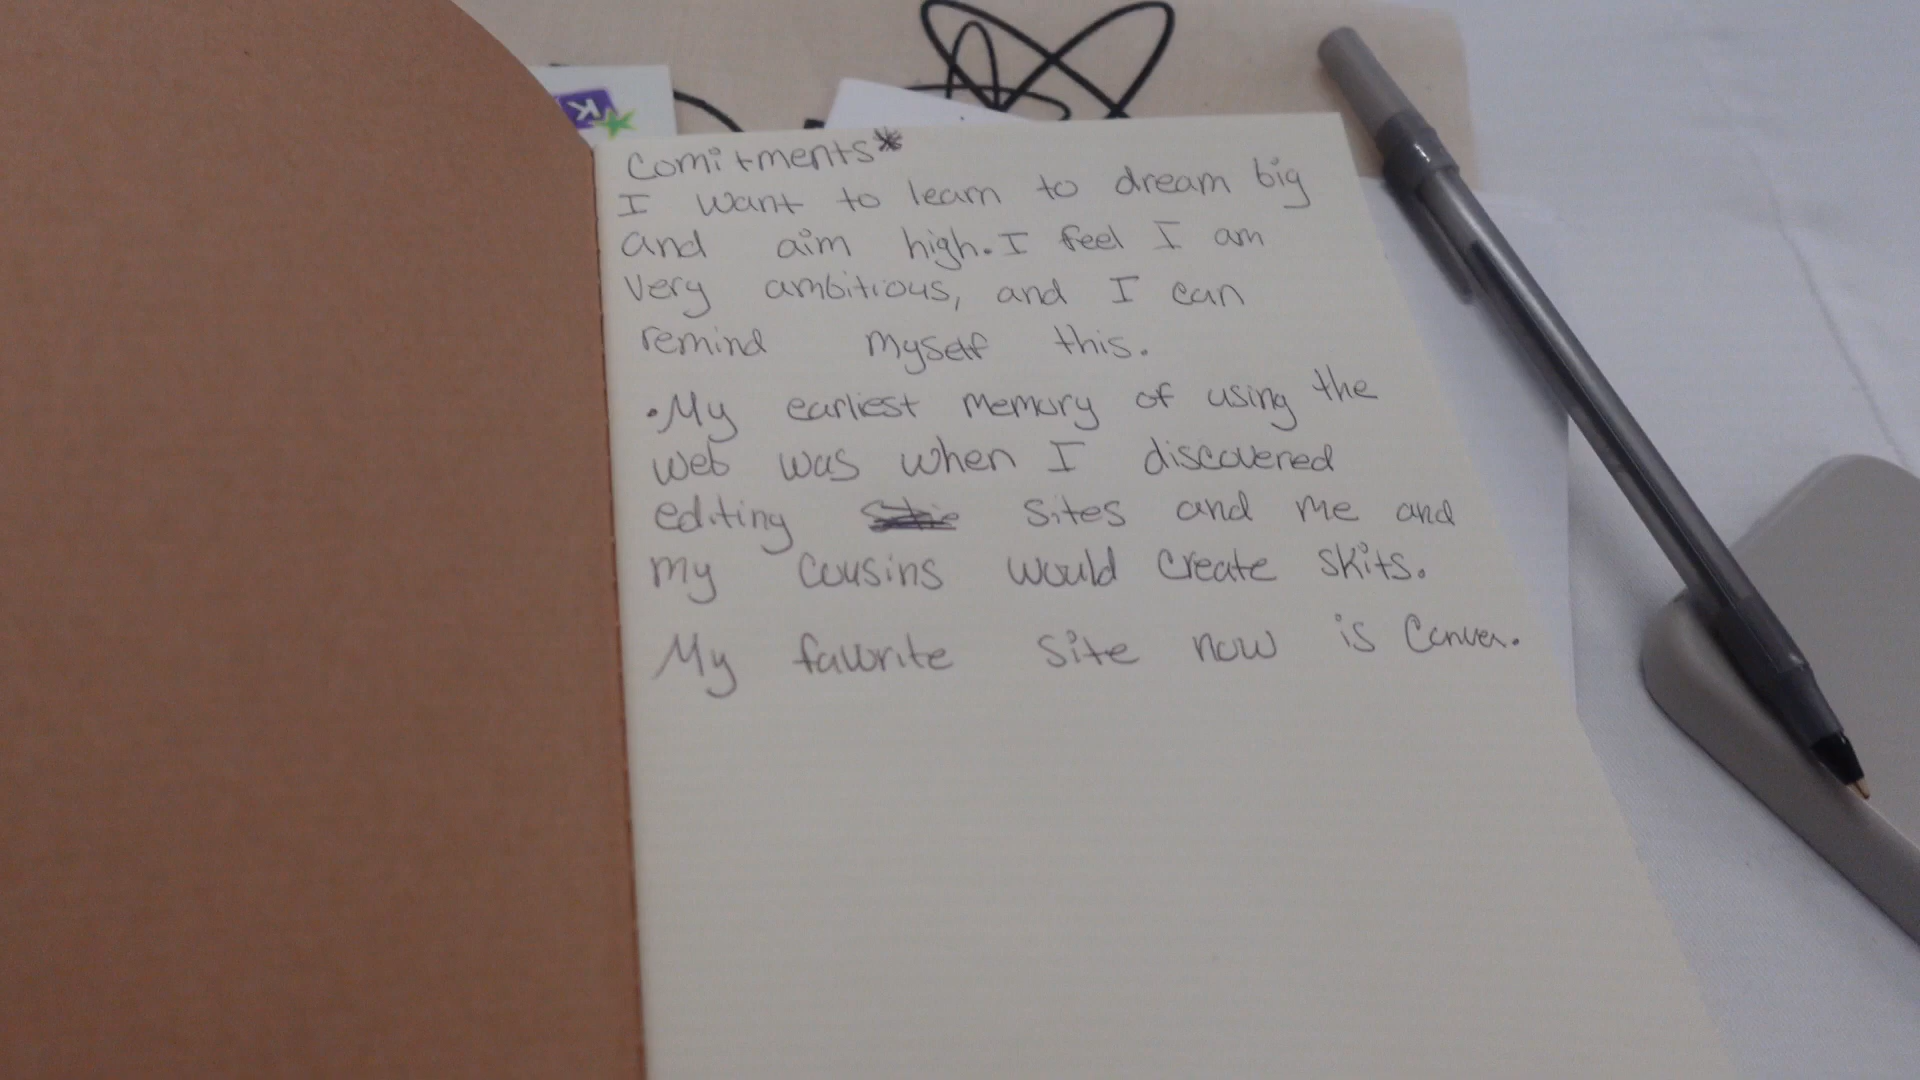 K
Comitments*
I want to learn to dream big
and aim high. I feel I am
very ambitious, and I can
remind myself this.
• My earliest memory of using the
web was when I discovered
editing sites and me and
my cousins would create skits.
My favorite site now is